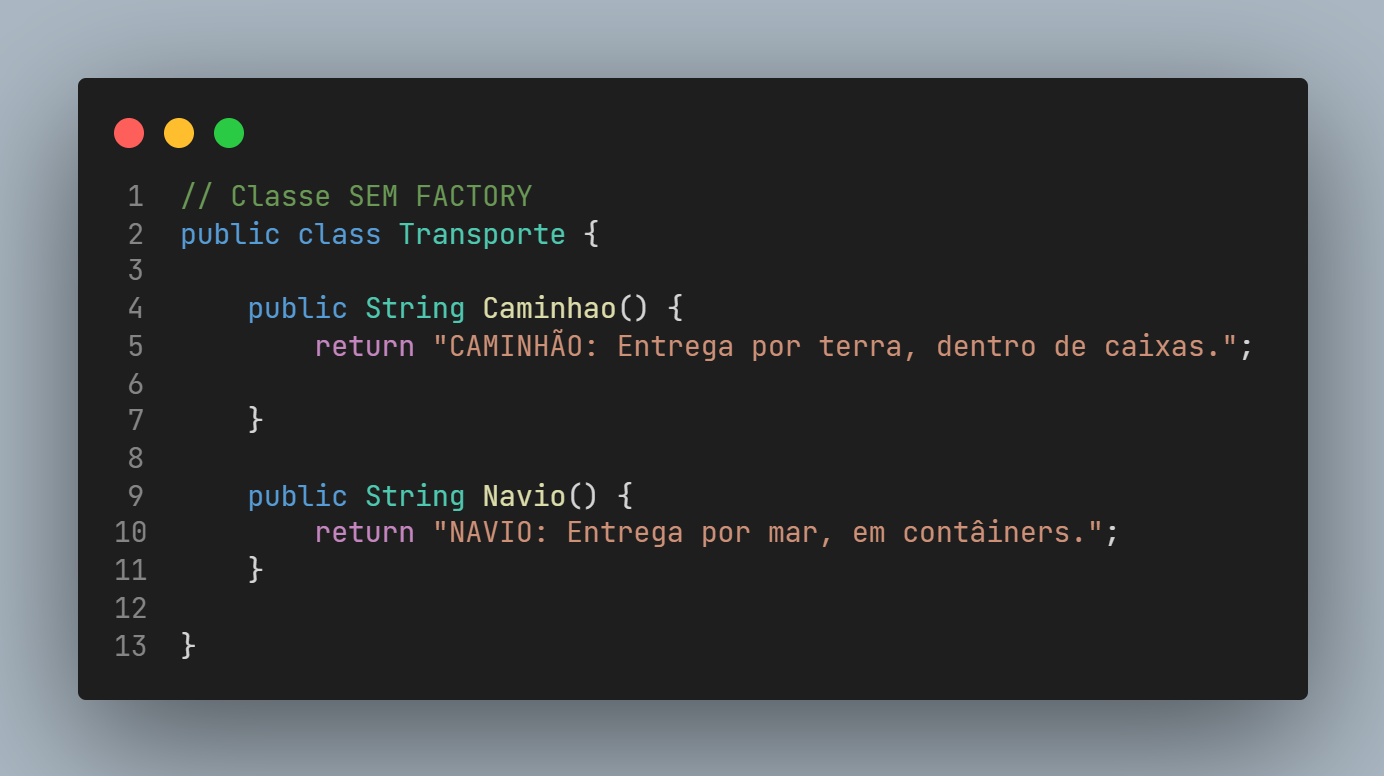 1 // Classe SEM FACTORY
2 public class Transporte {
3
4 public String Caminhao() {
5 return "CAMINHÃO: Entrega por terra, dentro de caixas.";
6
7 }
8
9 public String Navio() {
10 return "NAVIO: Entrega por mar, em contâiners.";
11 }
12
13 }